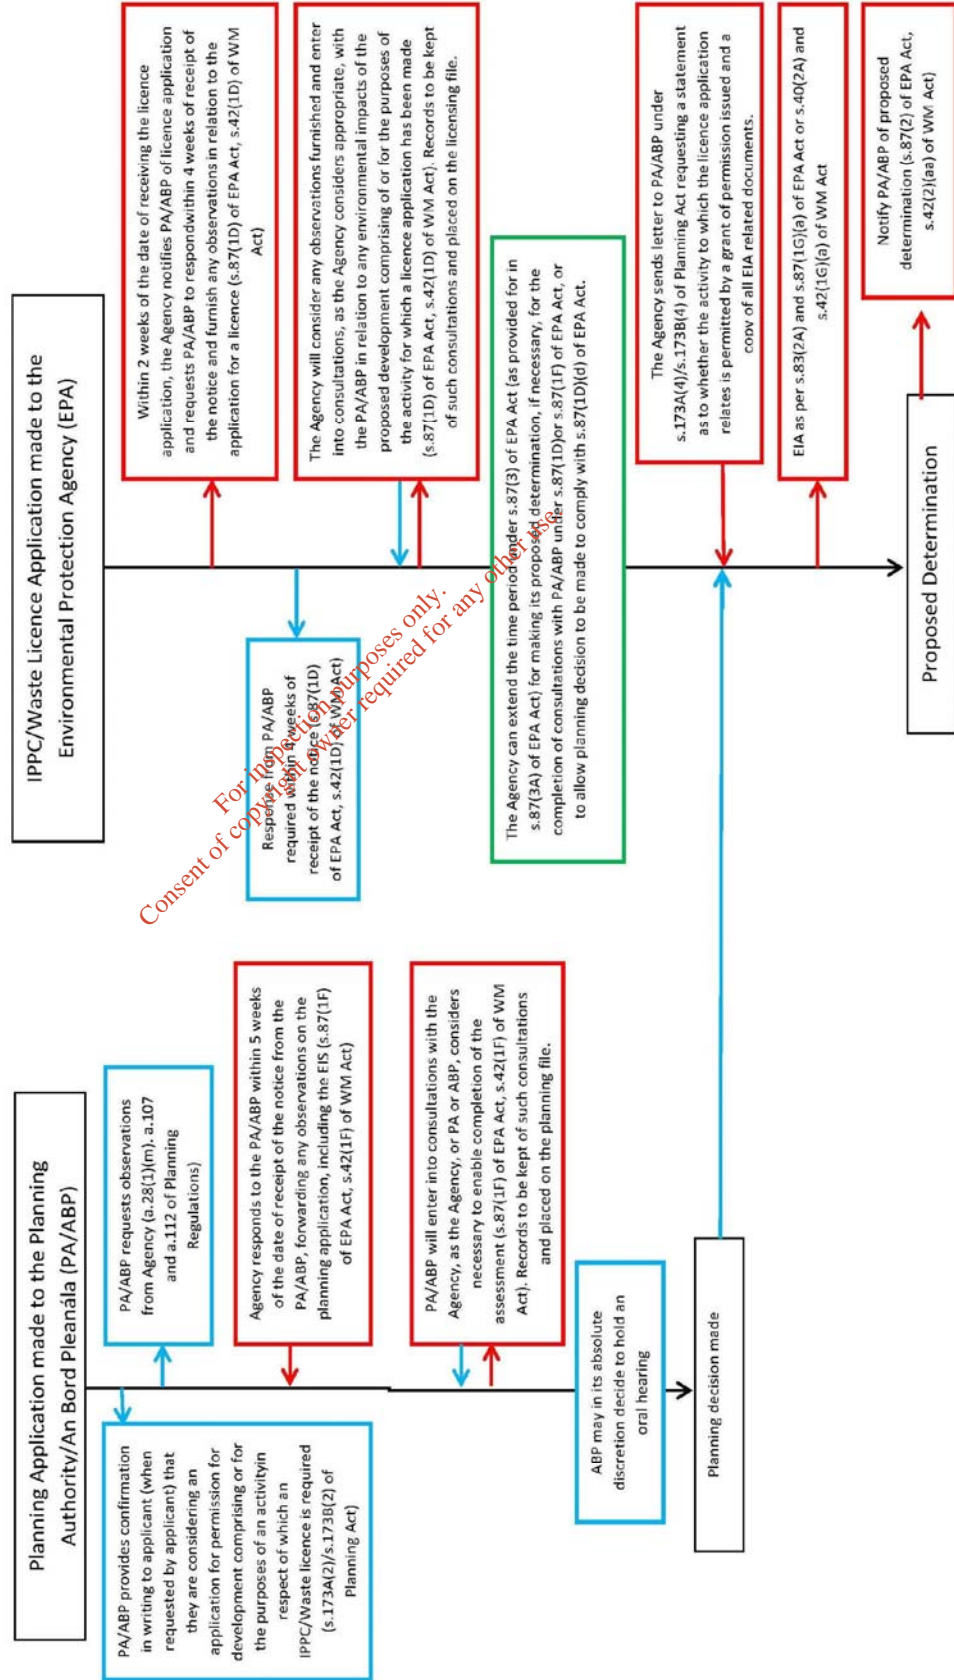 Planning Application made to the Planning
Authority/An Bord Pleanála (PA/ABP)
PA/ABP provides confirmation
in writing to applicant (when
requested by applicant) that
they are considering an
application for permission for
development comprising or for
the purposes of an activityin
respect of which an
IPPC/Waste licence is required
(s.173A(2)/s.173B(2) of
Planning Act)
PA/ABP requests observations
from Agency (a.28(1)(m). a.107
and a.112 of Planning
Regulations)
Agency responds to the PA/ABP within 5 weeks
of the date of receipt of the notice from the
PA/ABP, forwarding any observations on the
planning application, including the EIS (s.87(1F)
of EPA Act, s.42(1F) of WM Act)
PA/ABP will enter into consultations with the
Agency, as the Agency, or PA or ABP, considers
necessary to enable completion of the
assessment (s.87(1F) of EPA Act, s.42(1F) of WM
Act). Records to be kept of such consultations
and placed on the planning file.
ABP may in its absolute
discretion decide to hold an
oral hearing
Planning decision made
IPPC/Waste Licence Application made to the
Environmental Protection Agency (EPA)
Within 2 weeks of the date of receiving the licence
application, the Agency notifies PA/ABP of licence application
and requests PA/ABP to respondwithin 4 weeks of receipt of
the notice and furnish any observations in relation to the
application for a licence (s.87(1D) of EPA Act, s.42(1D) of WM
Act)
Response from PA/ABP
required within 4 weeks of
receipt of the notice (s.87(1D)
of EPA Act, s.42(1D) of WM Act)
The Agency will consider any observations furnished and enter
into consultations, as the Agency considers appropriate, with
the PA/ABP in relation to any environmental impacts of the
proposed development comprising of or for the purposes of
the activity for which a licence application has been made
(s.87(1D) of EPA Act, s.42(1D) of WM Act). Records to be kept
of such consultations and placed on the licensing file.
The Agency can extend the time period under s.87(3) of EPA Act (as provided for in
s.87(3A) of EPA Act) for making its proposed determination, if necessary, for the
completion of consultations with PA/ABP under s.87(1D)or s.87(1F) of EPA Act, or
to allow planning decision to be made to comply with s.87(1D)(d) of EPA Act.
The Agency sends letter to PA/ABP under
s.173A(4)/s.173B(4) of Planning Act requesting a statement
as to whether the activity to which the licence application
relates is permitted by a grant of permission issued and a
copy of all EIA related documents.
EIA as per s.83(2A) and s.87(1G)(a) of EPA Act or s.40(2A) and
s.42(1G)(a) of WM Act
Proposed Determination
Notify PA/ABP of proposed
determination (s.87(2) of EPA Act,
s.42(2)(aa) of WM Act)
For inspection purposes only.
Consent of copyright owner required for any other use.